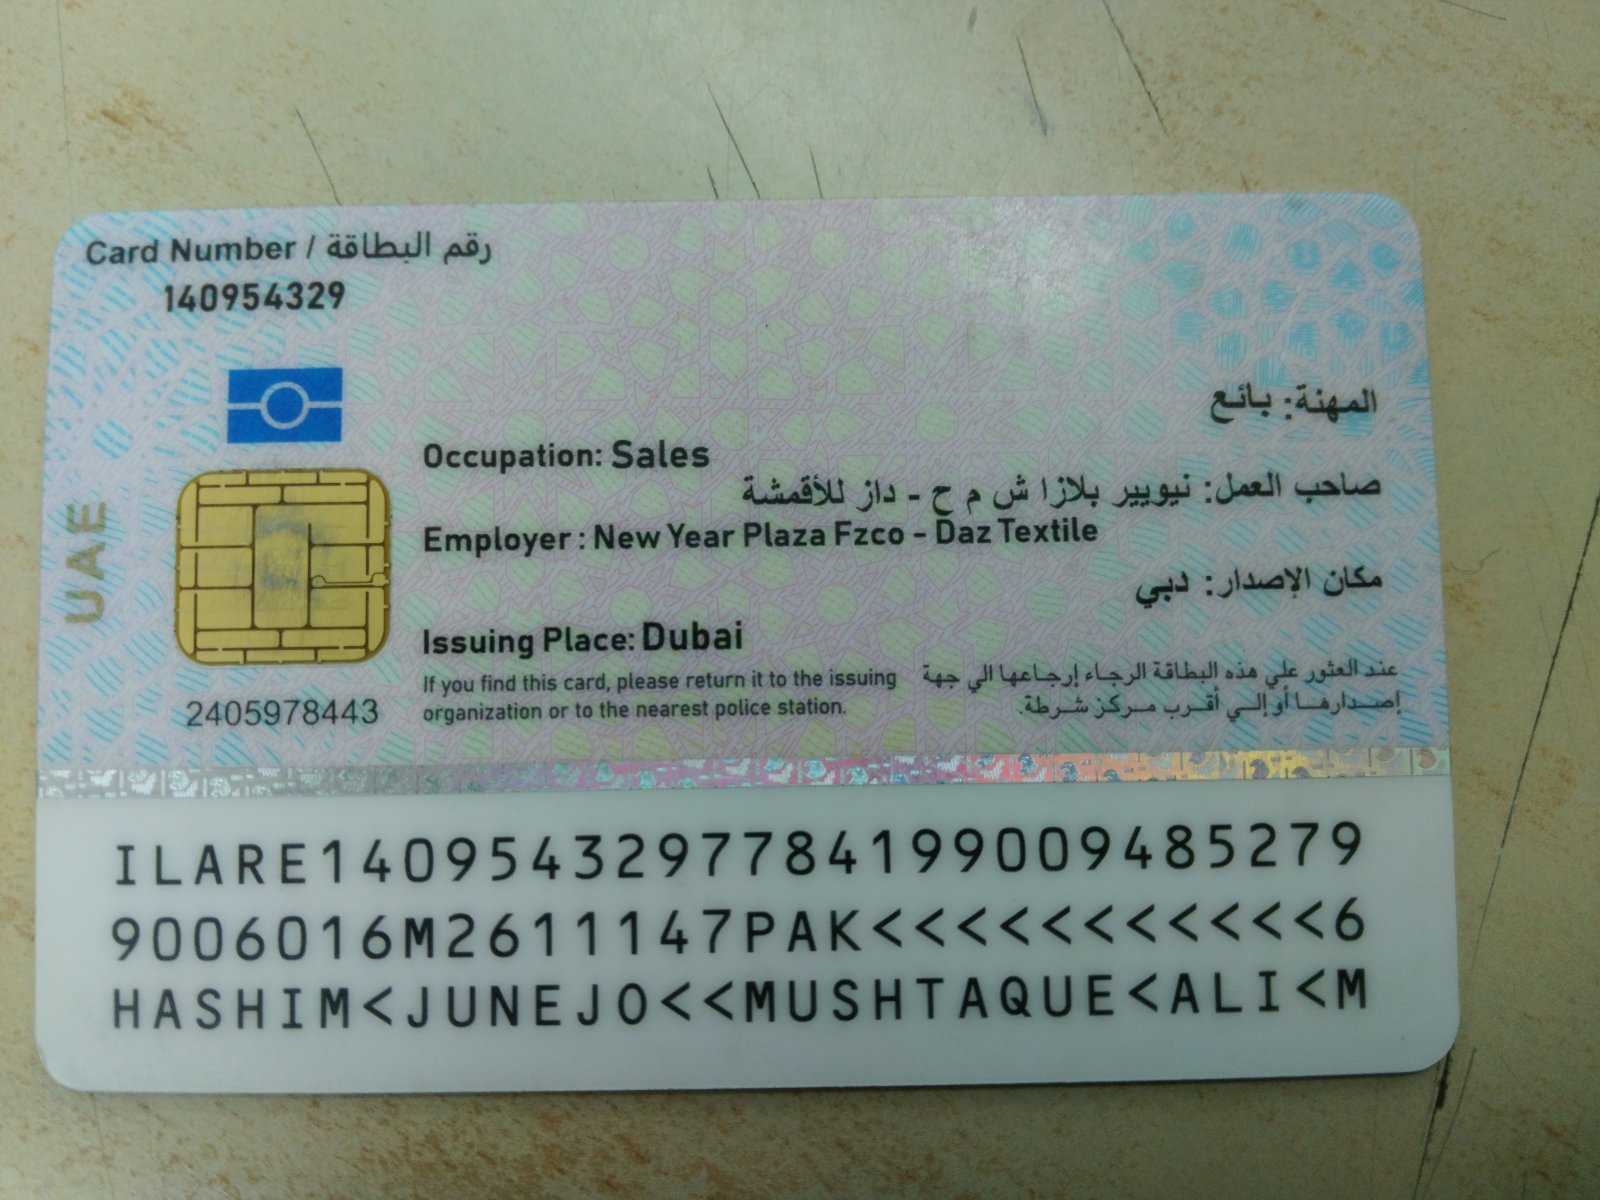 Card Number / رقم البطاقة
140954329
المهنة: بائع
Occupation: Sales
صاحب العمل: نيويير بلازا ش م ح - داز للأقمشة
Employer : New Year Plaza Fzco - Daz Textile
مكان الإصدار: دبي
Issuing Place: Dubai
If you find this card, please return it to the issuing
organization or to the nearest police station.
عند العثور علي هذه البطاقة الرجاء إرجاعها الي جهة
إصدارها أو إلي أقرب مركز شرطة.
UAE
2405978443
ILARE1409543297784199009485279
9006016M2611147PAK<<<<<<<<<<<6
HASHIM<JUNEJO<<MUSHTAQUE<ALI<M